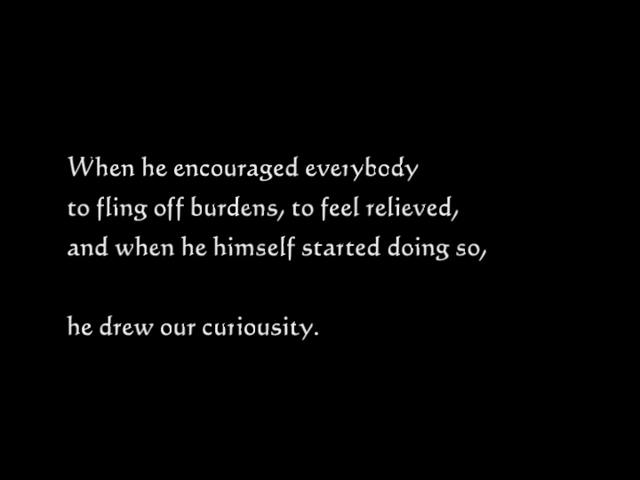 When he encouraged everybody
to fling off burdens, to feel relieved,
and when he himself started doing so,
he drew our curiousity.